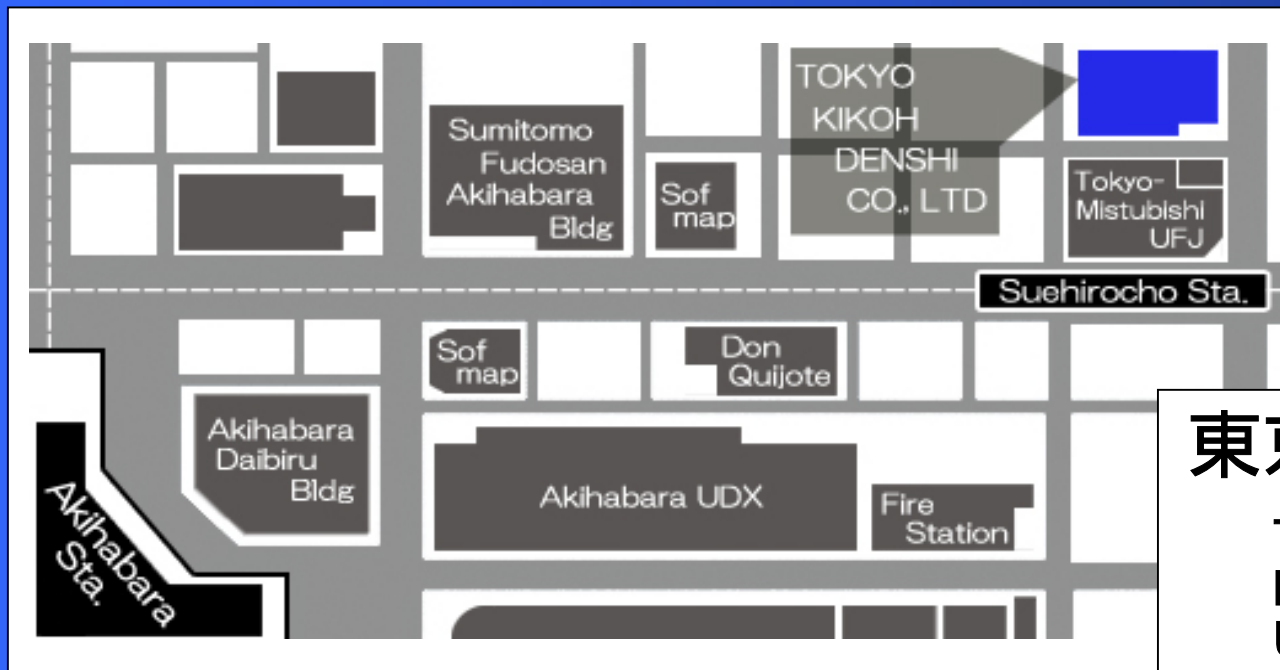 TOKYO
KIKOH
DENSHI
CO., LTD
Sumitomo
Fudosan
Akihabara
Bldg
Sof
map
Tokyo-
Mistubishi
UFJ
Suehirocho Sta.
Sof
map
Don
Quijote
Akihabara
Daibiru
Bldg
Akihabara UDX
Fire
Station
Akihabara
Sta.
東